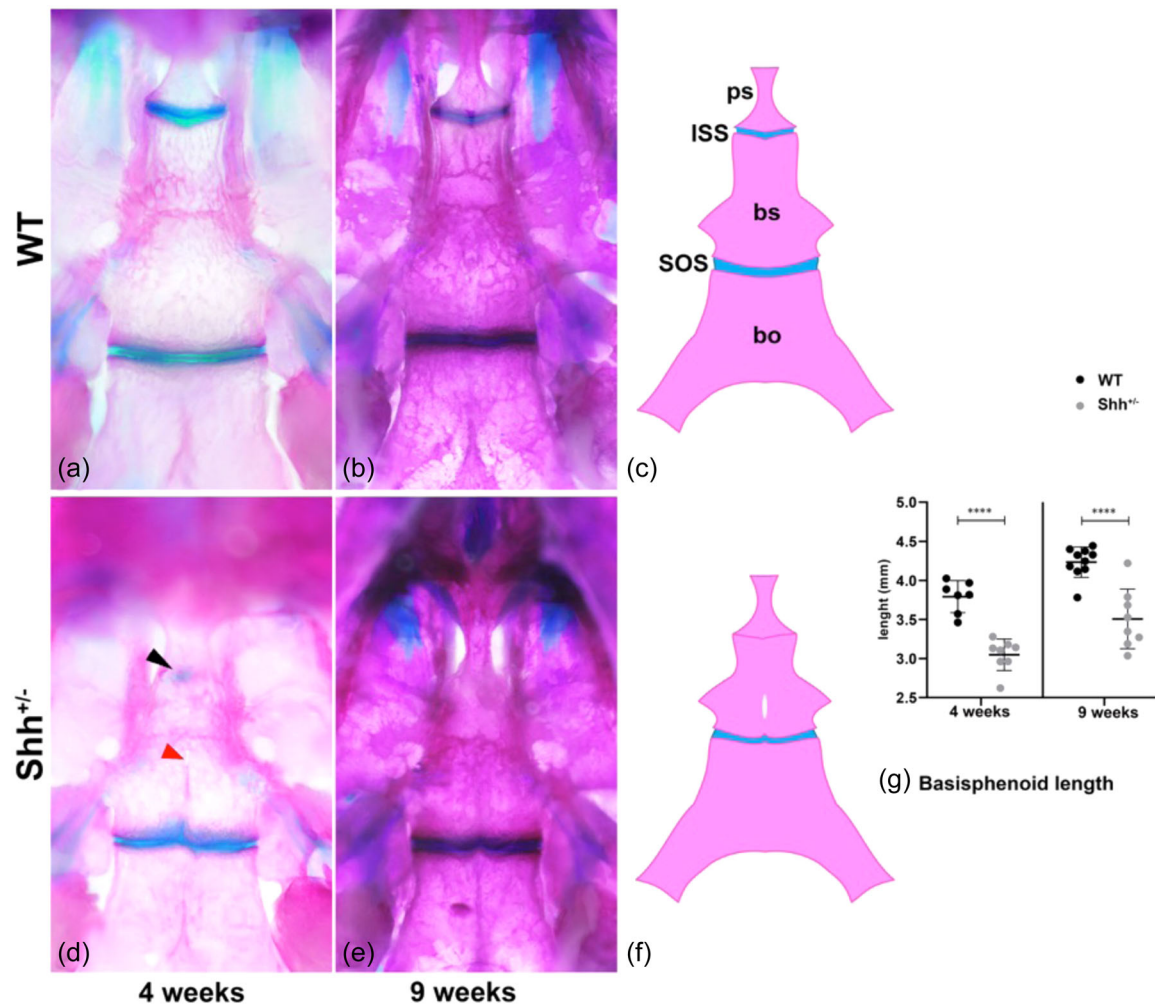 WT
(a)
(b)
ps
ISS
bs
SOS
bo
(c)
WT
Shh+/-
Shh+/-
(d)
(e)
4 weeks
9 weeks
(f)
5.0
4.5
4.0
3.5
3.0
2.5
lenght (mm)
****
****
4 weeks
9 weeks
(g) Basisphenoid length